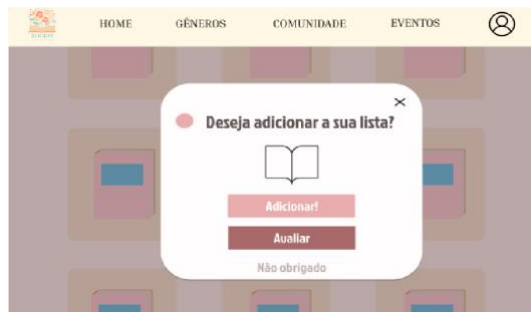 HOME GÊNEROS COMUNIDADE EVENTOS
Deseja adicionar a sua lista?
Adicionar!
Avaliar
Não obrigado